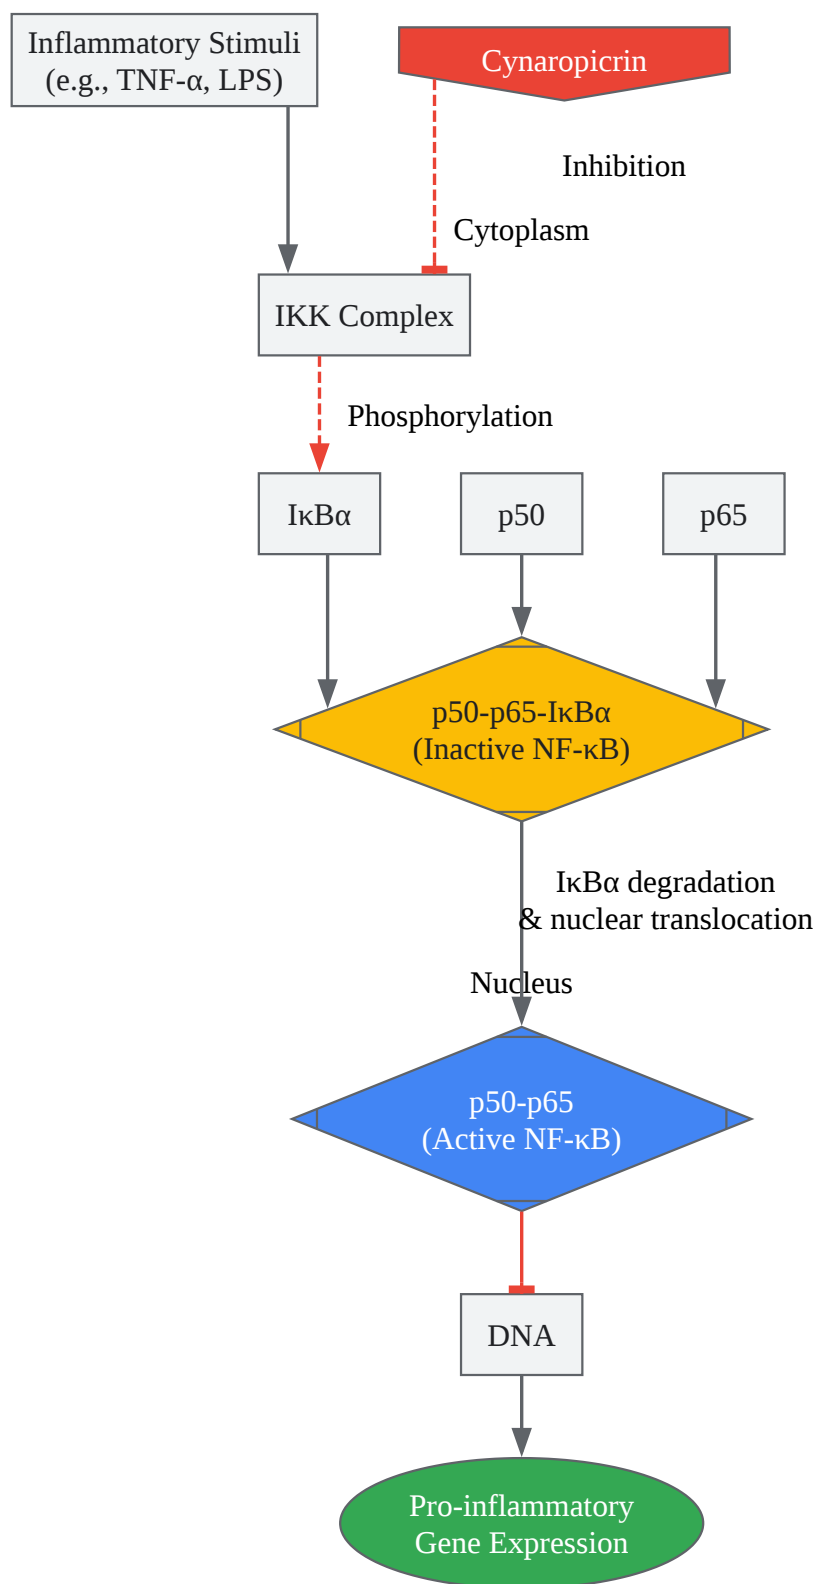 Inflammatory Stimuli
(e.g., TNF-α, LPS)
Cynaropicrin
Inhibition
Cytoplasm
IKK Complex
Phosphorylation
IκBα
p50
p65
p50-p65-IκBα
(Inactive NF-κB)
IκBα degradation
& nuclear translocation
Nucleus
p50-p65
(Active NF-κB)
DNA
Pro-inflammatory
Gene Expression